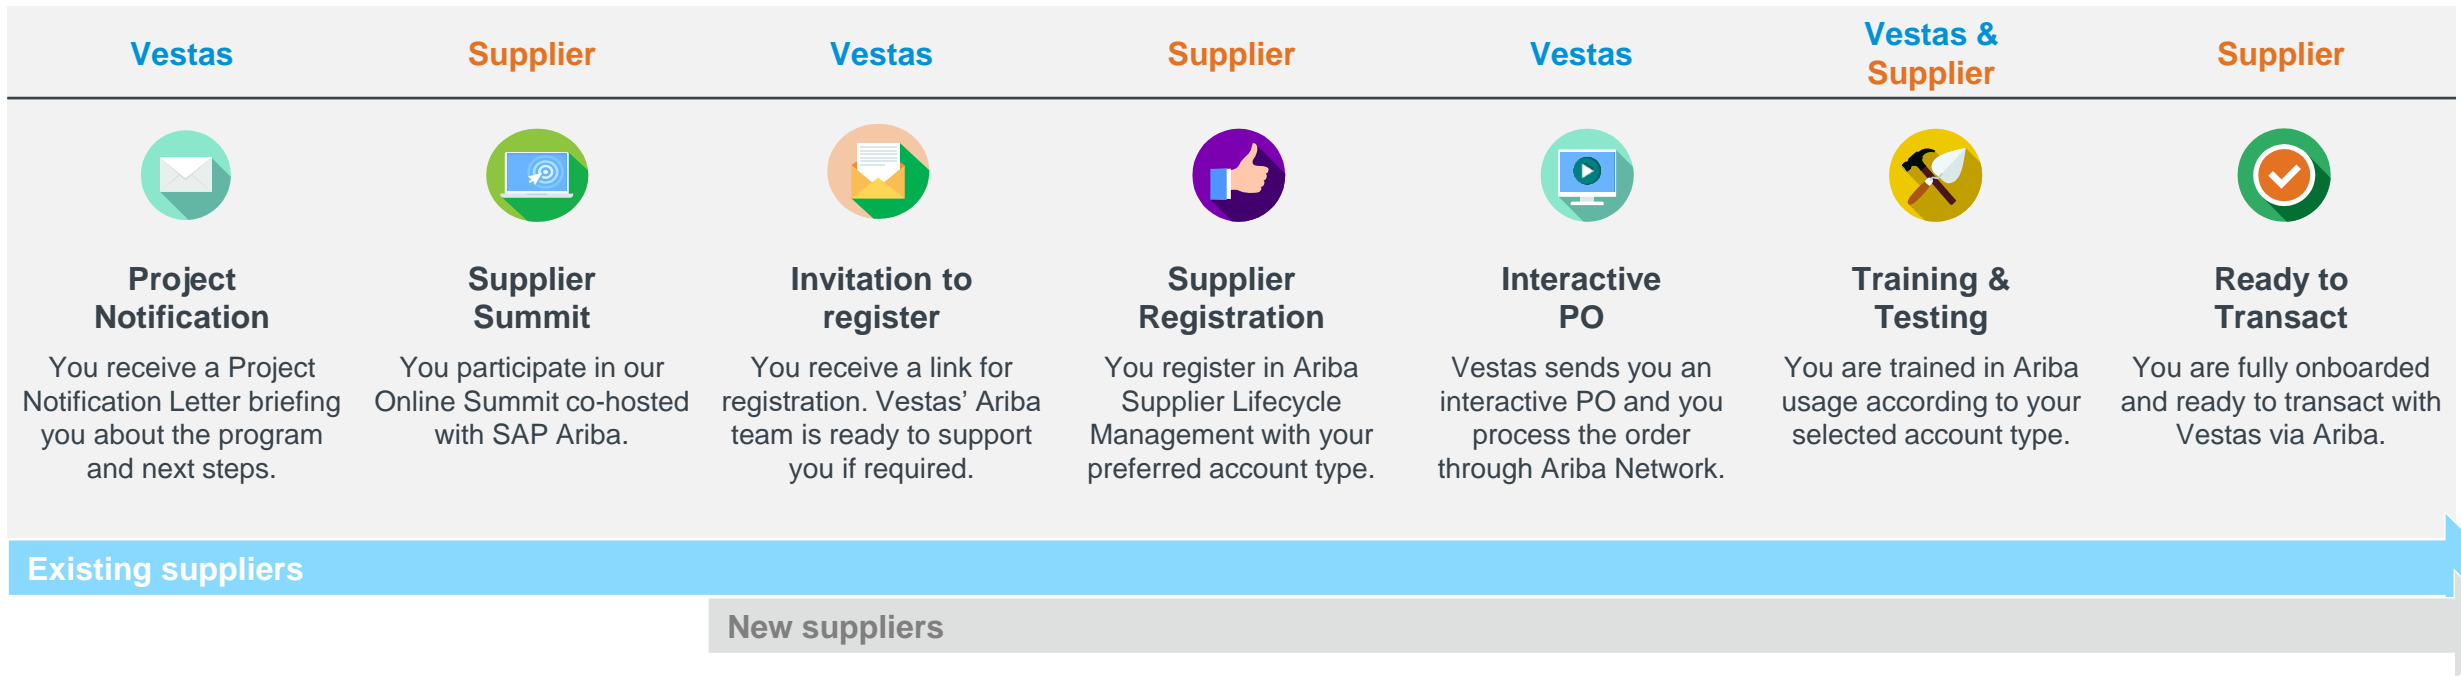 Vestas
Supplier
Vestas
Supplier
Vestas
Vestas &
Supplier
Supplier
Project
Notification
You receive a Project
Notification Letter briefing
you about the program
and next steps.
Supplier
Summit
You participate in our
Online Summit co-hosted
with SAP Ariba.
Invitation to
register
You receive a link for
registration. Vestas’ Ariba
team is ready to support
you if required.
Supplier
Registration
You register in Ariba
Supplier Lifecycle
Management with your
preferred account type.
Interactive
PO
Vestas sends you an
interactive PO and you
process the order
through Ariba Network.
Training &
Testing
You are trained in Ariba
usage according to your
selected account type.
Ready to
Transact
You are fully onboarded
and ready to transact with
Vestas via Ariba.
Existing suppliers
New suppliers